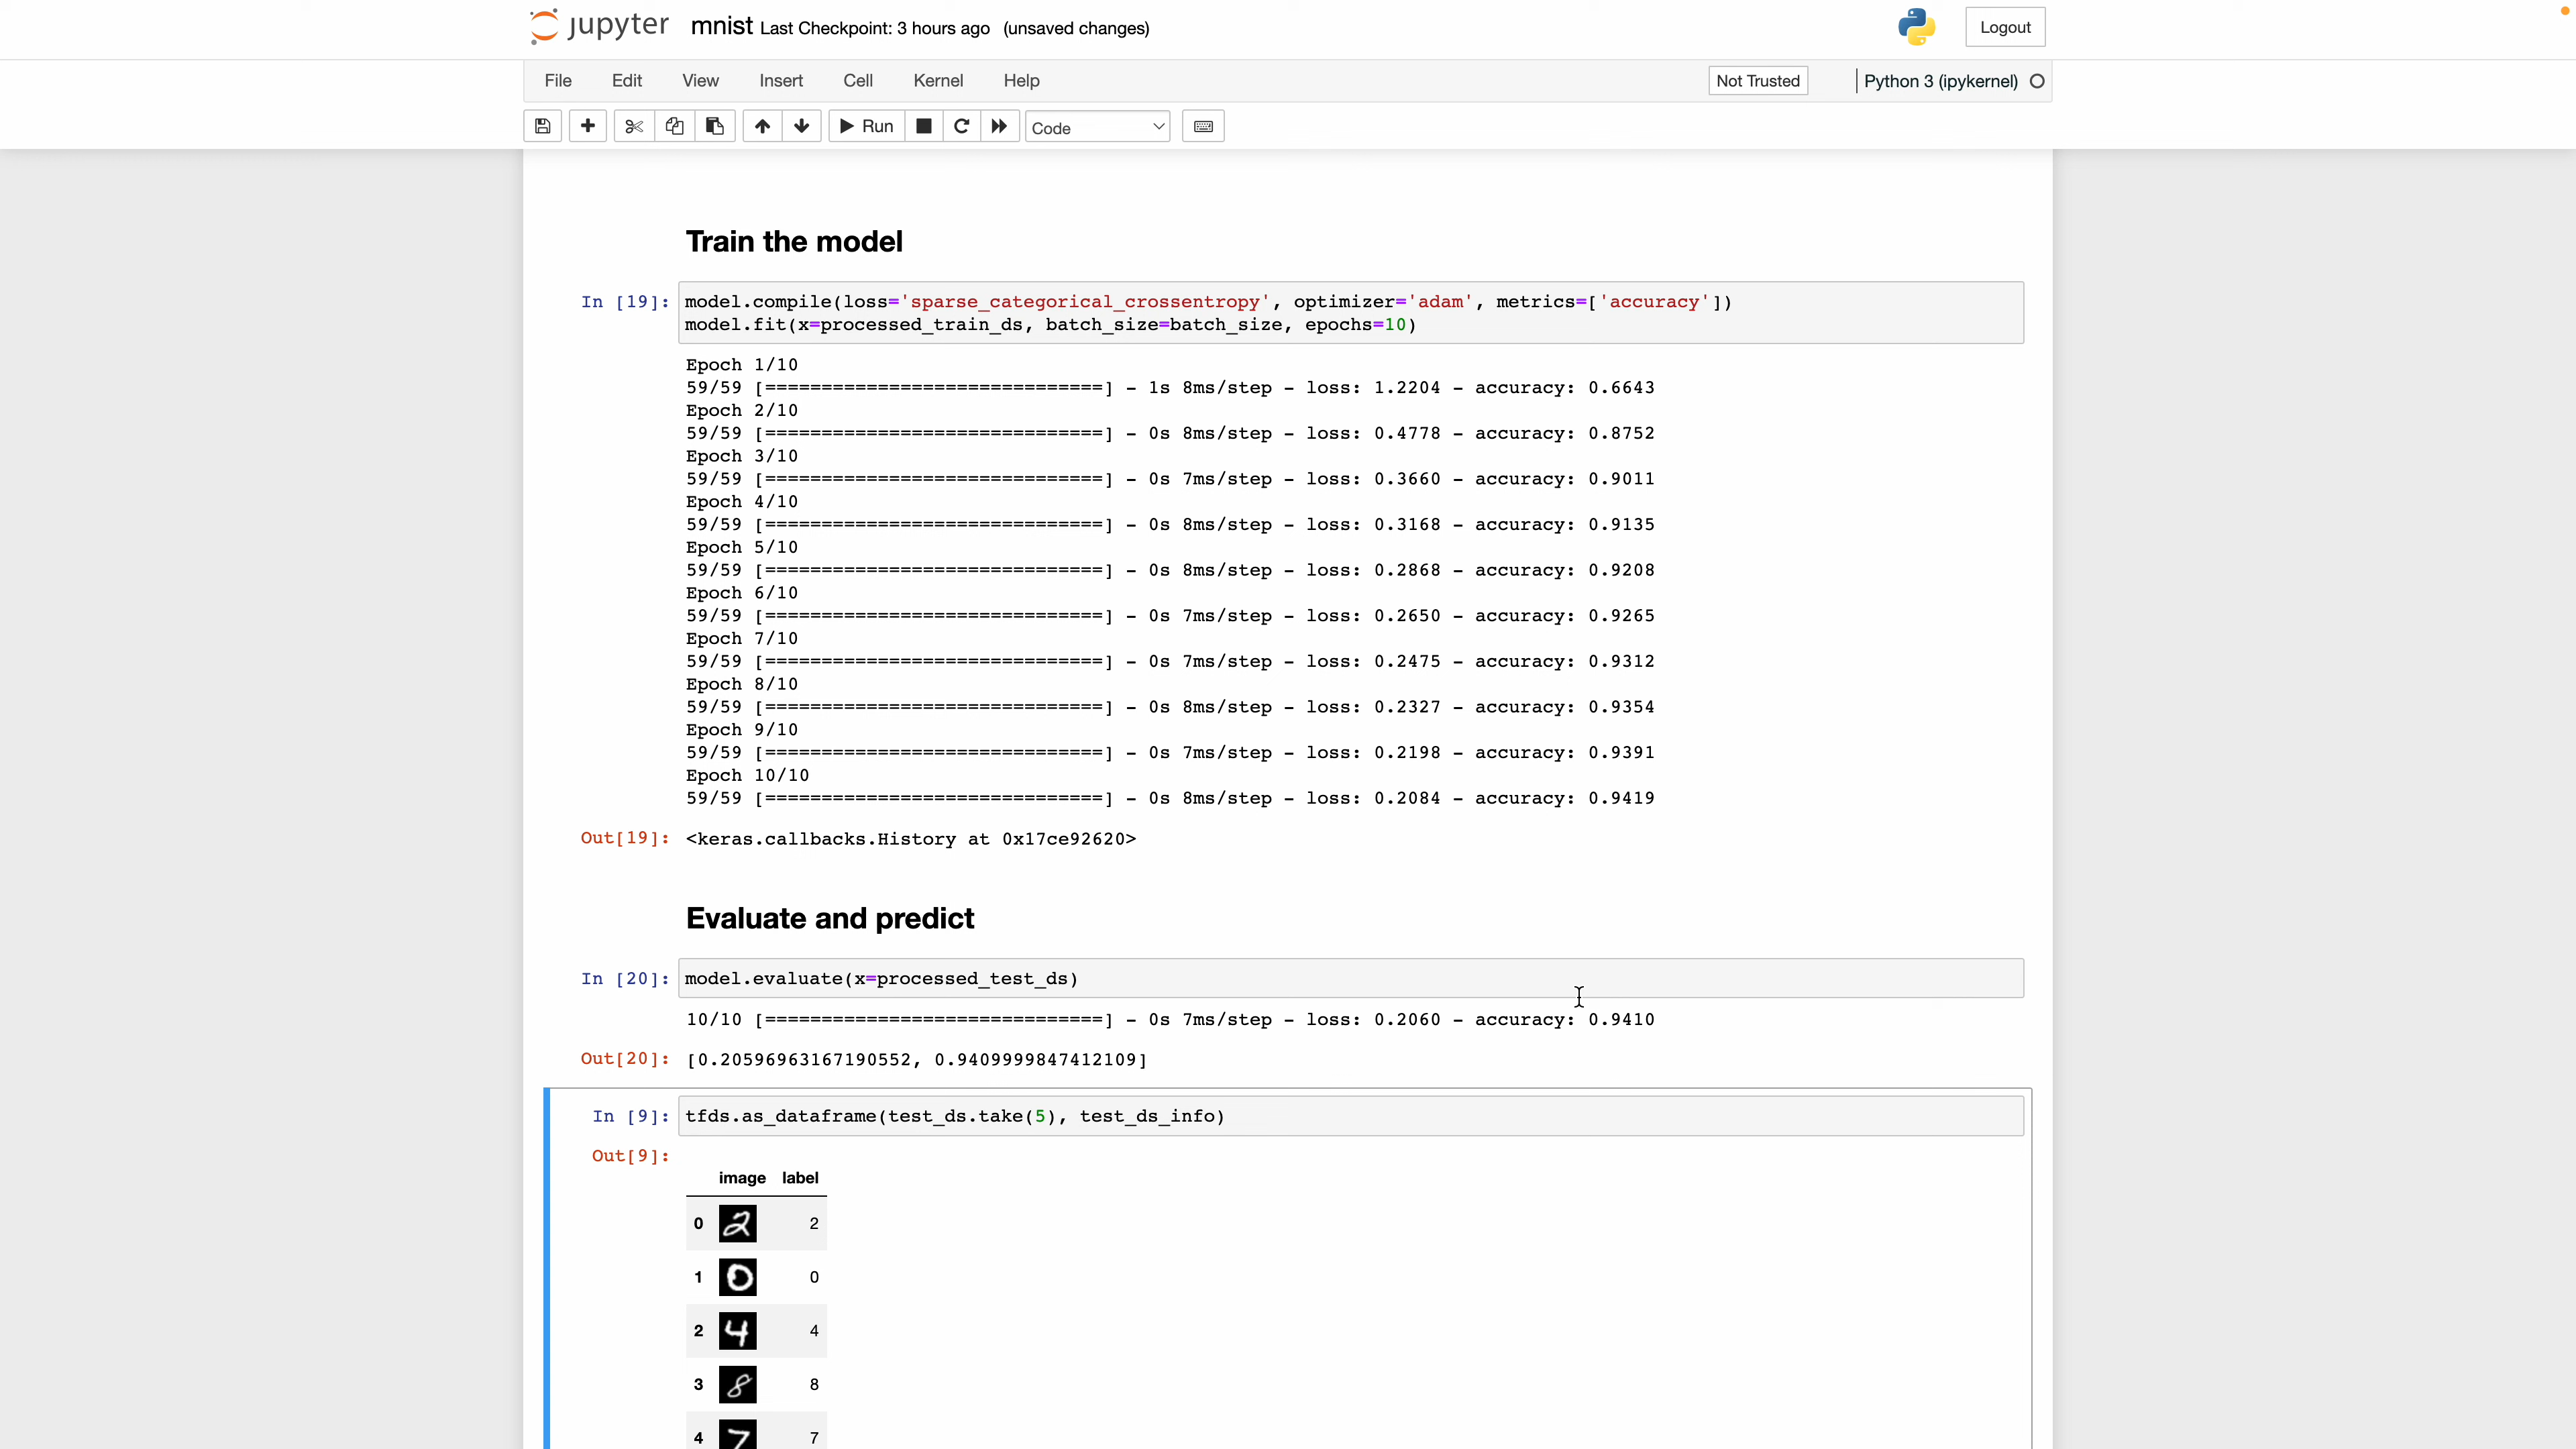 jupyter mnist Last Checkpoint: 3 hours ago (unsaved changes) Logout
File Edit View Insert Cell Kernel Help Not Trusted Python 3 (ipykernel)
Run Code
Train the model
In [19]: model.compile(loss='sparse_categorical_crossentropy', optimizer='adam', metrics=['accuracy'])
model.fit(x=processed_train_ds, batch_size=batch_size, epochs=10)
Epoch 1/10
59/59 [==============================] - 1s 8ms/step - loss: 1.2204 - accuracy: 0.6643
Epoch 2/10
59/59 [==============================] - 0s 8ms/step - loss: 0.4778 - accuracy: 0.8752
Epoch 3/10
59/59 [==============================] - 0s 7ms/step - loss: 0.3660 - accuracy: 0.9011
Epoch 4/10
59/59 [==============================] - 0s 8ms/step - loss: 0.3168 - accuracy: 0.9135
Epoch 5/10
59/59 [==============================] - 0s 8ms/step - loss: 0.2868 - accuracy: 0.9208
Epoch 6/10
59/59 [==============================] - 0s 7ms/step - loss: 0.2650 - accuracy: 0.9265
Epoch 7/10
59/59 [==============================] - 0s 7ms/step - loss: 0.2475 - accuracy: 0.9312
Epoch 8/10
59/59 [==============================] - 0s 8ms/step - loss: 0.2327 - accuracy: 0.9354
Epoch 9/10
59/59 [==============================] - 0s 7ms/step - loss: 0.2198 - accuracy: 0.9391
Epoch 10/10
59/59 [==============================] - 0s 8ms/step - loss: 0.2084 - accuracy: 0.9419
Out[19]: <keras.callbacks.History at 0x17ce92620>
Evaluate and predict
In [20]: model.evaluate(x=processed_test_ds)
10/10 [==============================] - 0s 7ms/step - loss: 0.2060 - accuracy: 0.9410
Out[20]: [0.20596963167190552, 0.9409999847412109]
In [9]: tfds.as_dataframe(test_ds.take(5), test_ds_info)
Out[9]:
image label
0 2 2
1 0 0
2 4 4
3 8 8
4 7 7